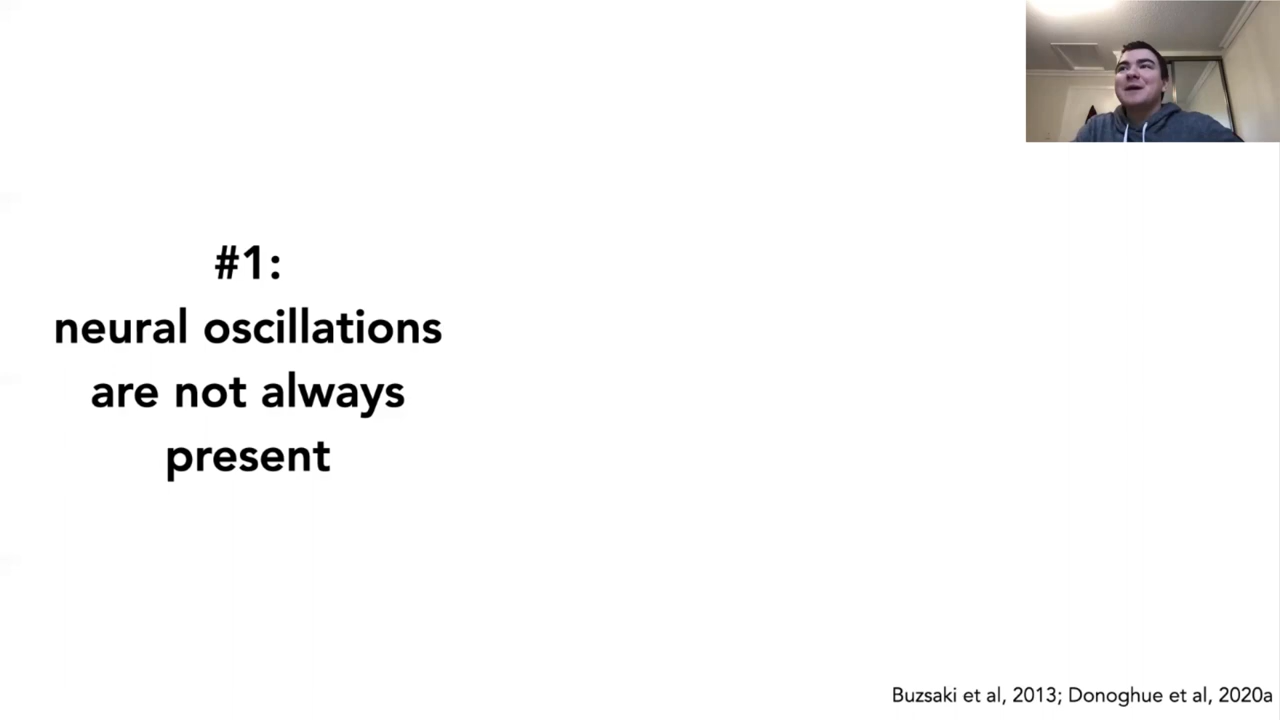 #1:
neural oscillations
are not always
present
Buzsaki et al, 2013; Donoghue et al, 2020a